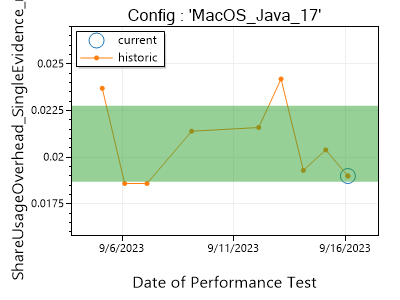 Config : 'MacOS_Java_17'
current
historic
ShareUsageOverhead_SingleEvidence_
0.025
0.0225
0.02
0.0175
9/6/2023
9/11/2023
9/16/2023
Date of Performance Test